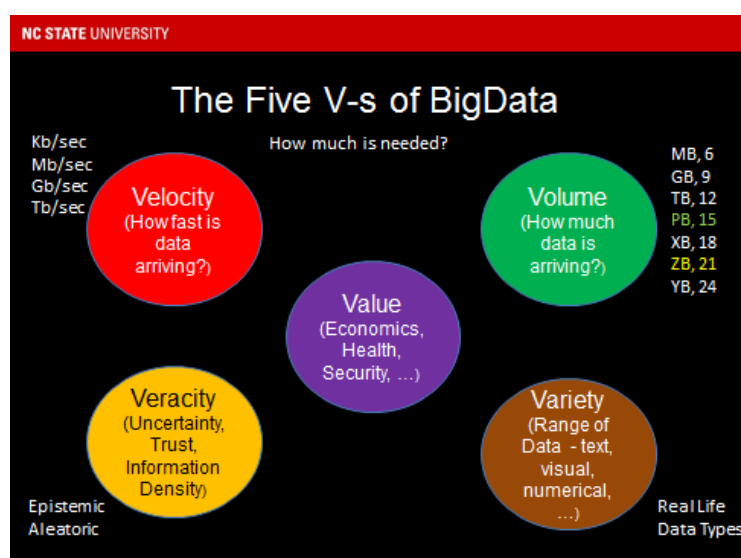 NC STATE UNIVERSITY
The Five V-s of BigData
How much is needed?
Kb/sec
Mb/sec
Gb/sec
Tb/sec
Velocity
(How fast is
data
arriving?)
Volume
(How much
data is
arriving?)
MB, 6
GB, 9
TB, 12
PB, 15
XB, 18
ZB, 21
YB, 24
Value
(Economics,
Health,
Security, ...)
Veracity
(Uncertainty,
Trust,
Information
Density)
Variety
(Range of
Data - text,
visual,
numerical,
...)
Epistemic
Aleatoric
Real Life
Data Types